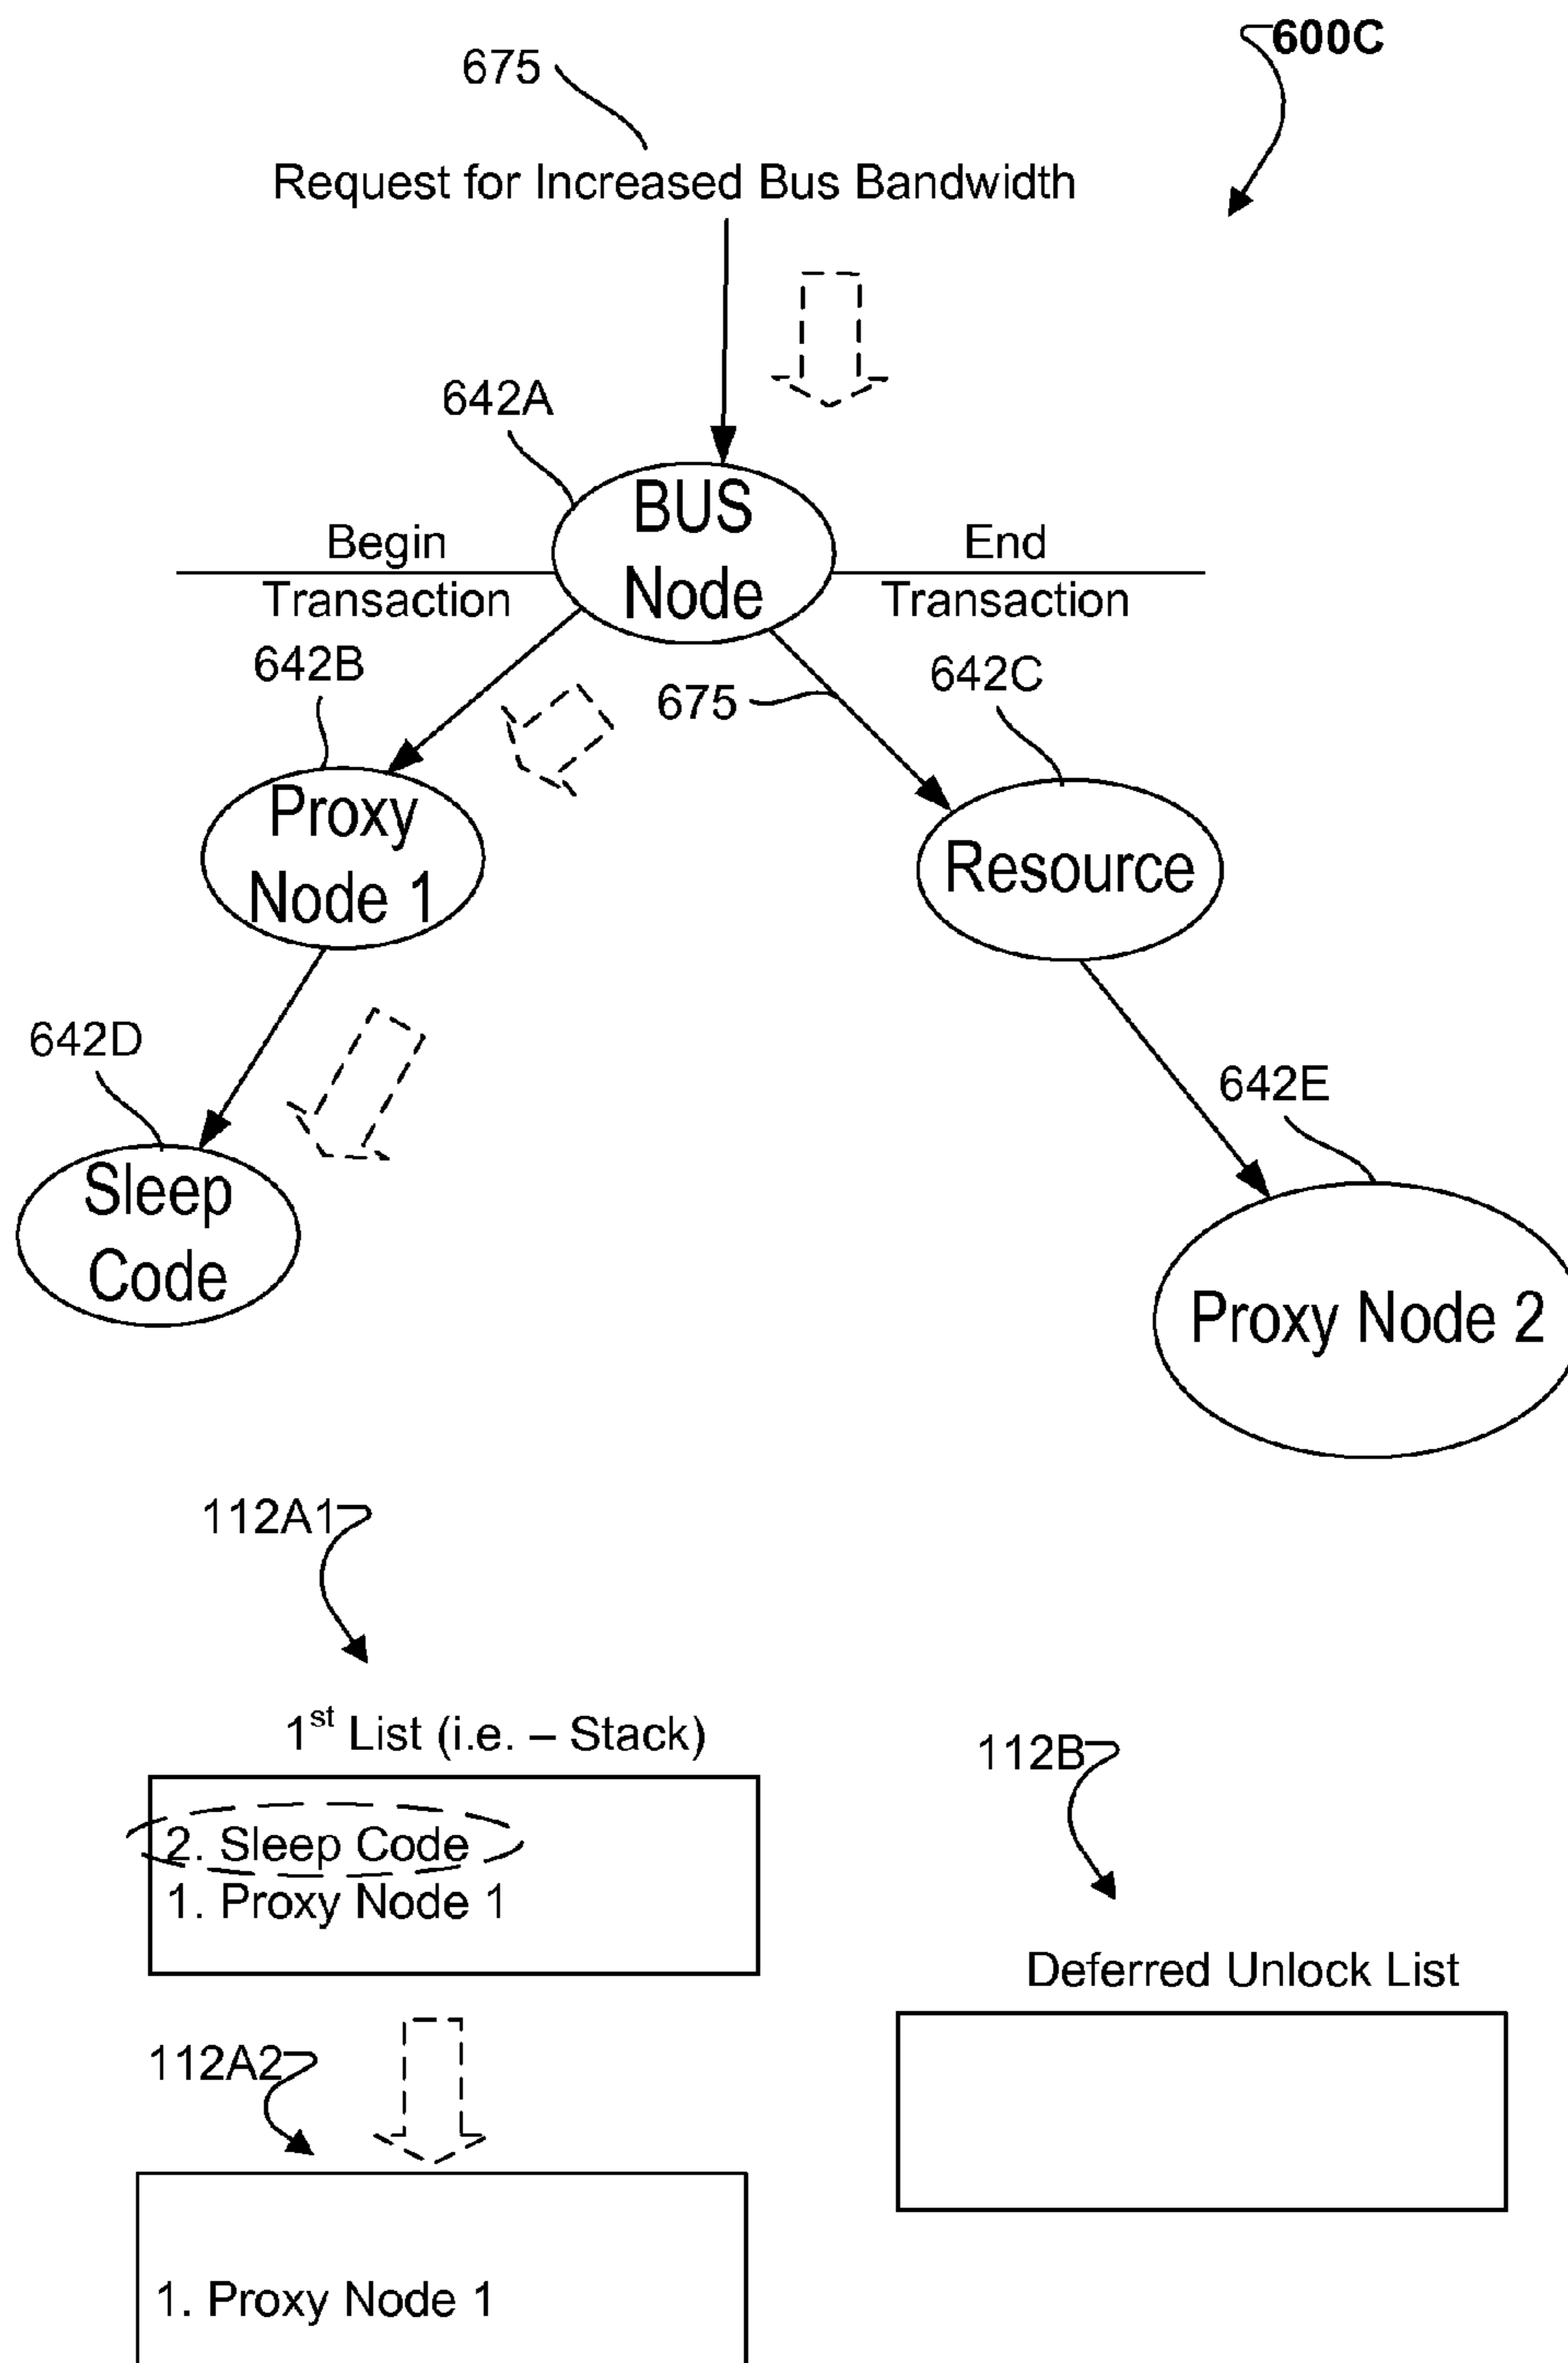 600C
675
Request for Increased Bus Bandwidth
642A
BUS
Node
Begin
Transaction
End
Transaction
642B
675
642C
Proxy
Node 1
Resource
642D
642E
Sleep
Code
Proxy Node 2
112A1
1st List (i.e. – Stack)
112B
2. Sleep Code
1. Proxy Node 1
Deferred Unlock List
112A2
1. Proxy Node 1